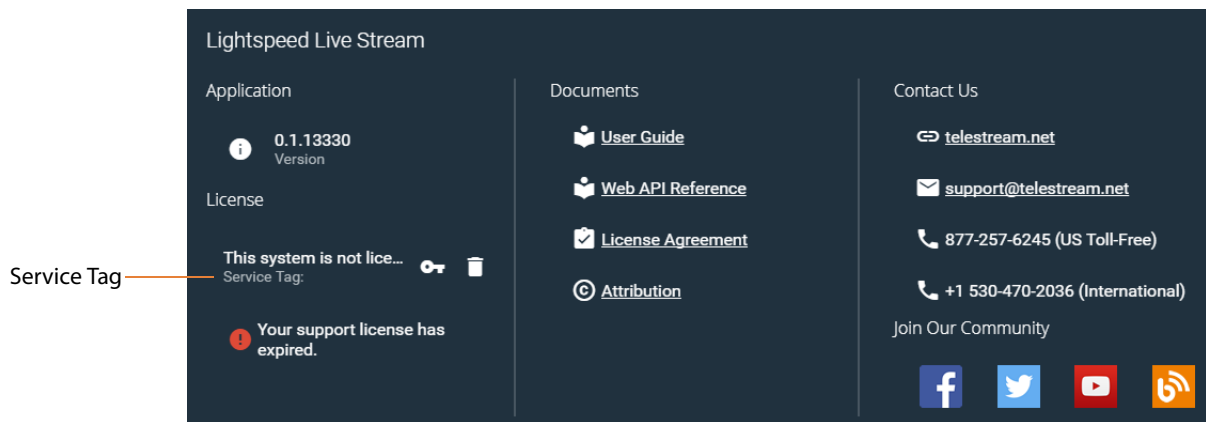 Lightspeed Live Stream
Application
0.1.13330
Version
License
This system is not lice...
Service Tag:
Service Tag
Your support license has
expired.
Documents
User Guide
Web API Reference
License Agreement
Attribution
Contact Us
telestream.net
support@telestream.net
877-257-6245 (US Toll-Free)
+1 530-470-2036 (International)
Join Our Community